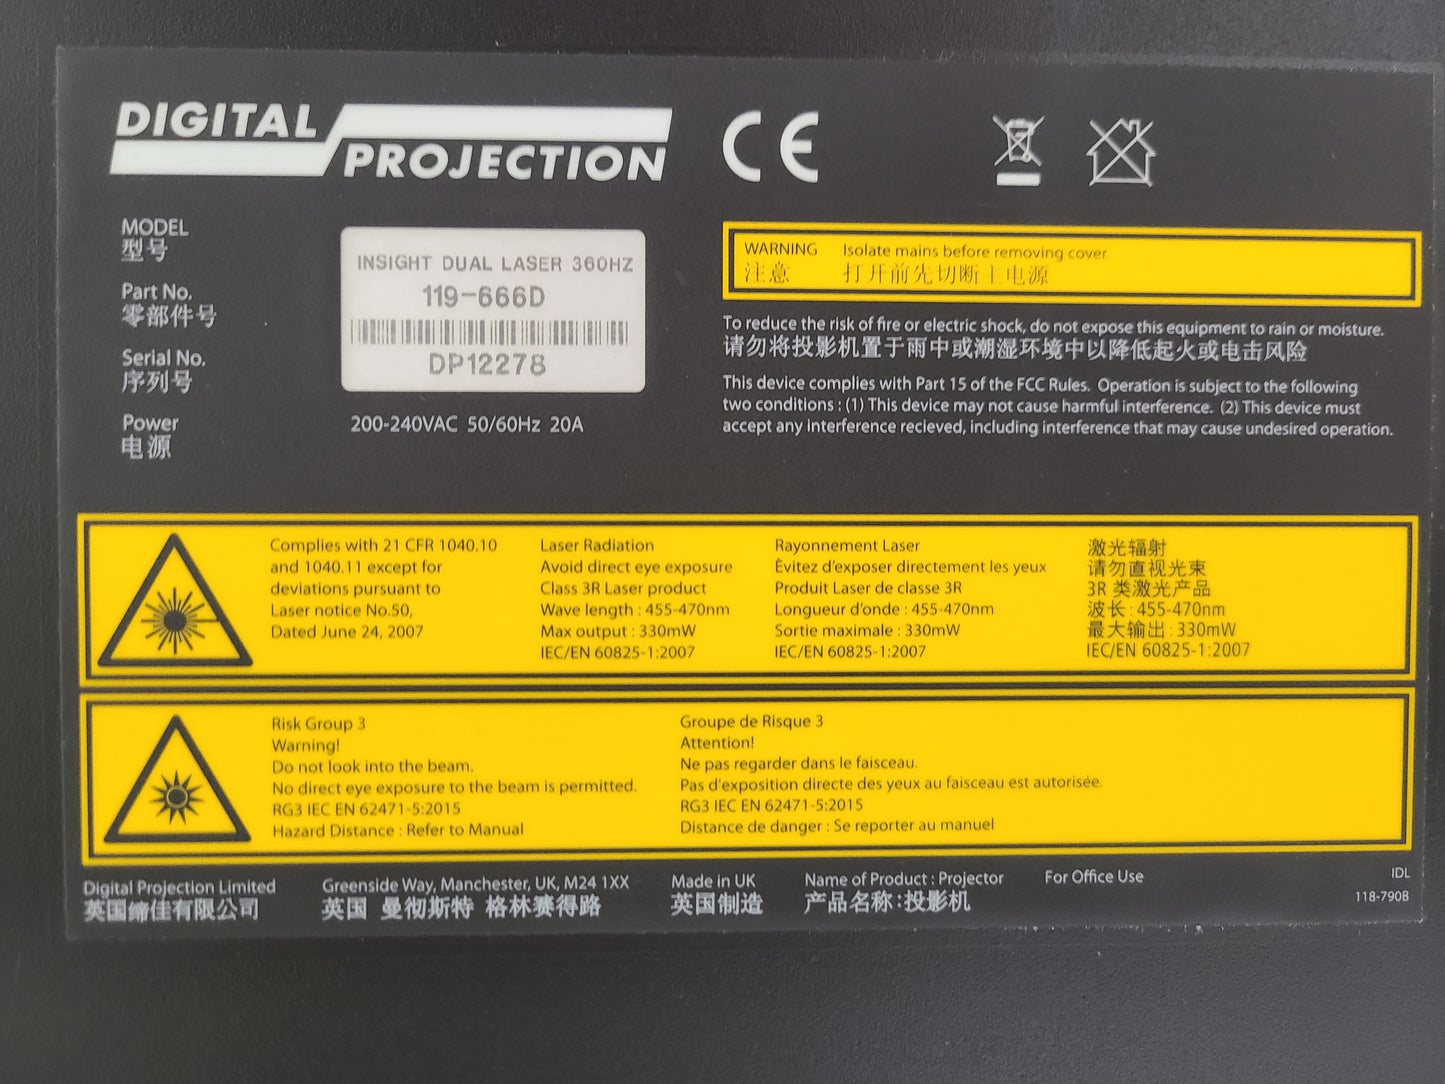 DIGITAL
PROJECTION
CE
MODEL
型号
INSIGHT DUAL LASER 360HZ
Part No.
零部件号
119-666D
Serial No.
序列号
DP12278
Power
电源
200-240VAC 50/60Hz 20A
WARNING Isolate mains before removing cover.
注意 打开前先切断主电源
To reduce the risk of fire or electric shock, do not expose this equipment to rain or moisture.
请勿将投影机置于雨中或潮湿环境中以降低起火或电击风险
This device complies with Part 15 of the FCC Rules. Operation is subject to the following
two conditions : (1) This device may not cause harmful interference. (2) This device must
accept any interference recieved, including interference that may cause undesired operation.
Complies with 21 CFR 1040.10
and 1040.11 except for
deviations pursuant to
Laser notice No.50,
Dated June 24, 2007
Laser Radiation
Avoid direct eye exposure
Class 3R Laser product
Wave length : 455-470nm
Max output : 330mW
IEC/EN 60825-1:2007
Rayonnement Laser
Èvitez d'exposer directement les yeux
Produit Laser de classe 3R
Longueur d'onde : 455-470nm
Sortie maximale : 330mW
IEC/EN 60825-1:2007
激光辐射
请勿直视光束
3R 类激光产品
波长 : 455-470nm
最大输出 : 330mW
IEC/EN 60825-1:2007
Risk Group 3
Warning!
Do not look into the beam.
No direct eye exposure to the beam is permitted.
RG3 IEC EN 62471-5:2015
Hazard Distance : Refer to Manual
Groupe de Risque 3
Attention!
Ne pas regarder dans le faisceau.
Pas d'exposition directe des yeux au faisceau est autorisée.
RG3 IEC EN 62471-5:2015
Distance de danger : Se reporter au manuel
Digital Projection Limited
英国缔佳有限公司
Greenside Way, Manchester, UK, M24 1XX
英国 曼彻斯特 格林赛得路
Made in UK
英国制造
Name of Product : Projector
产品名称：投影机
For Office Use
IDL
118-790B